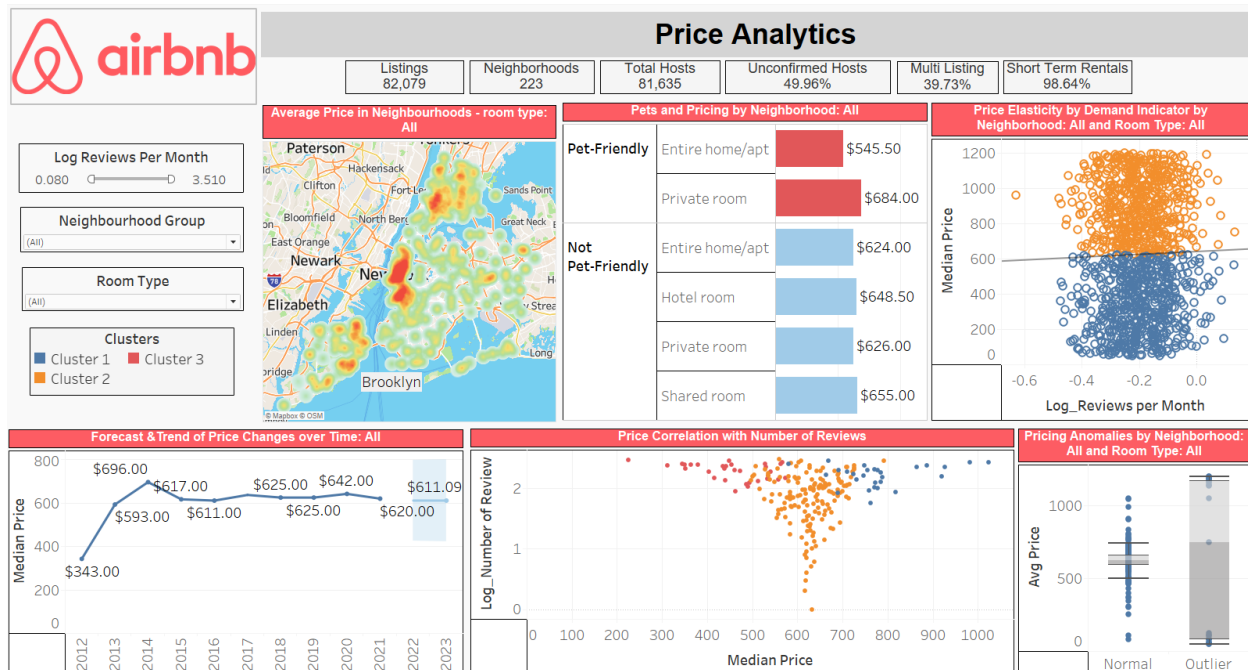 airbnb
Price Analytics
Listings
82,079
Neighborhoods
223
Total Hosts
81,635
Unconfirmed Hosts
49.96%
Multi Listing
39.73%
Short Term Rentals
98.64%
Log Reviews Per Month
0.080
3.510
Neighbourhood Group
(All)
Room Type
(All)
Clusters
Cluster 1
Cluster 3
Cluster 2
Average Price in Neighbourhoods - room type:
All
Paterson
Hackensack
Clifton
Fort
Sands Point
Bloomfield
North Ber
Great Neck
East Orange
Newark
New
78
Elizabeth
Linden
Long
Brooklyn
© Mapbox © OSM
Pets and Pricing by Neighborhood: All
Pet-Friendly
Entire home/apt
$545.50
Private room
$684.00
Not
Pet-Friendly
Entire home/apt
$624.00
Hotel room
$648.50
Private room
$626.00
Shared room
$655.00
Price Elasticity by Demand Indicator by
Neighborhood: All and Room Type: All
Median Price
1200
1000
800
600
400
200
0
-0.6
-0.4
-0.2
0.0
Log_Reviews per Month
Forecast &Trend of Price Changes over Time: All
Median Price
800
600
400
200
0
$343.00
$593.00
$696.00
$617.00
$611.00
$625.00
$625.00
$642.00
$620.00
$611.09
2012
2013
2014
2015
2016
2017
2018
2019
2020
2021
2022
2023
Price Correlation with Number of Reviews
Log_Number of Review
2
1
0
0
100
200
300
400
500
600
700
800
900
1000
Median Price
Pricing Anomalies by Neighborhood:
All and Room Type: All
Avg Price
1000
500
0
Normal
Outlier